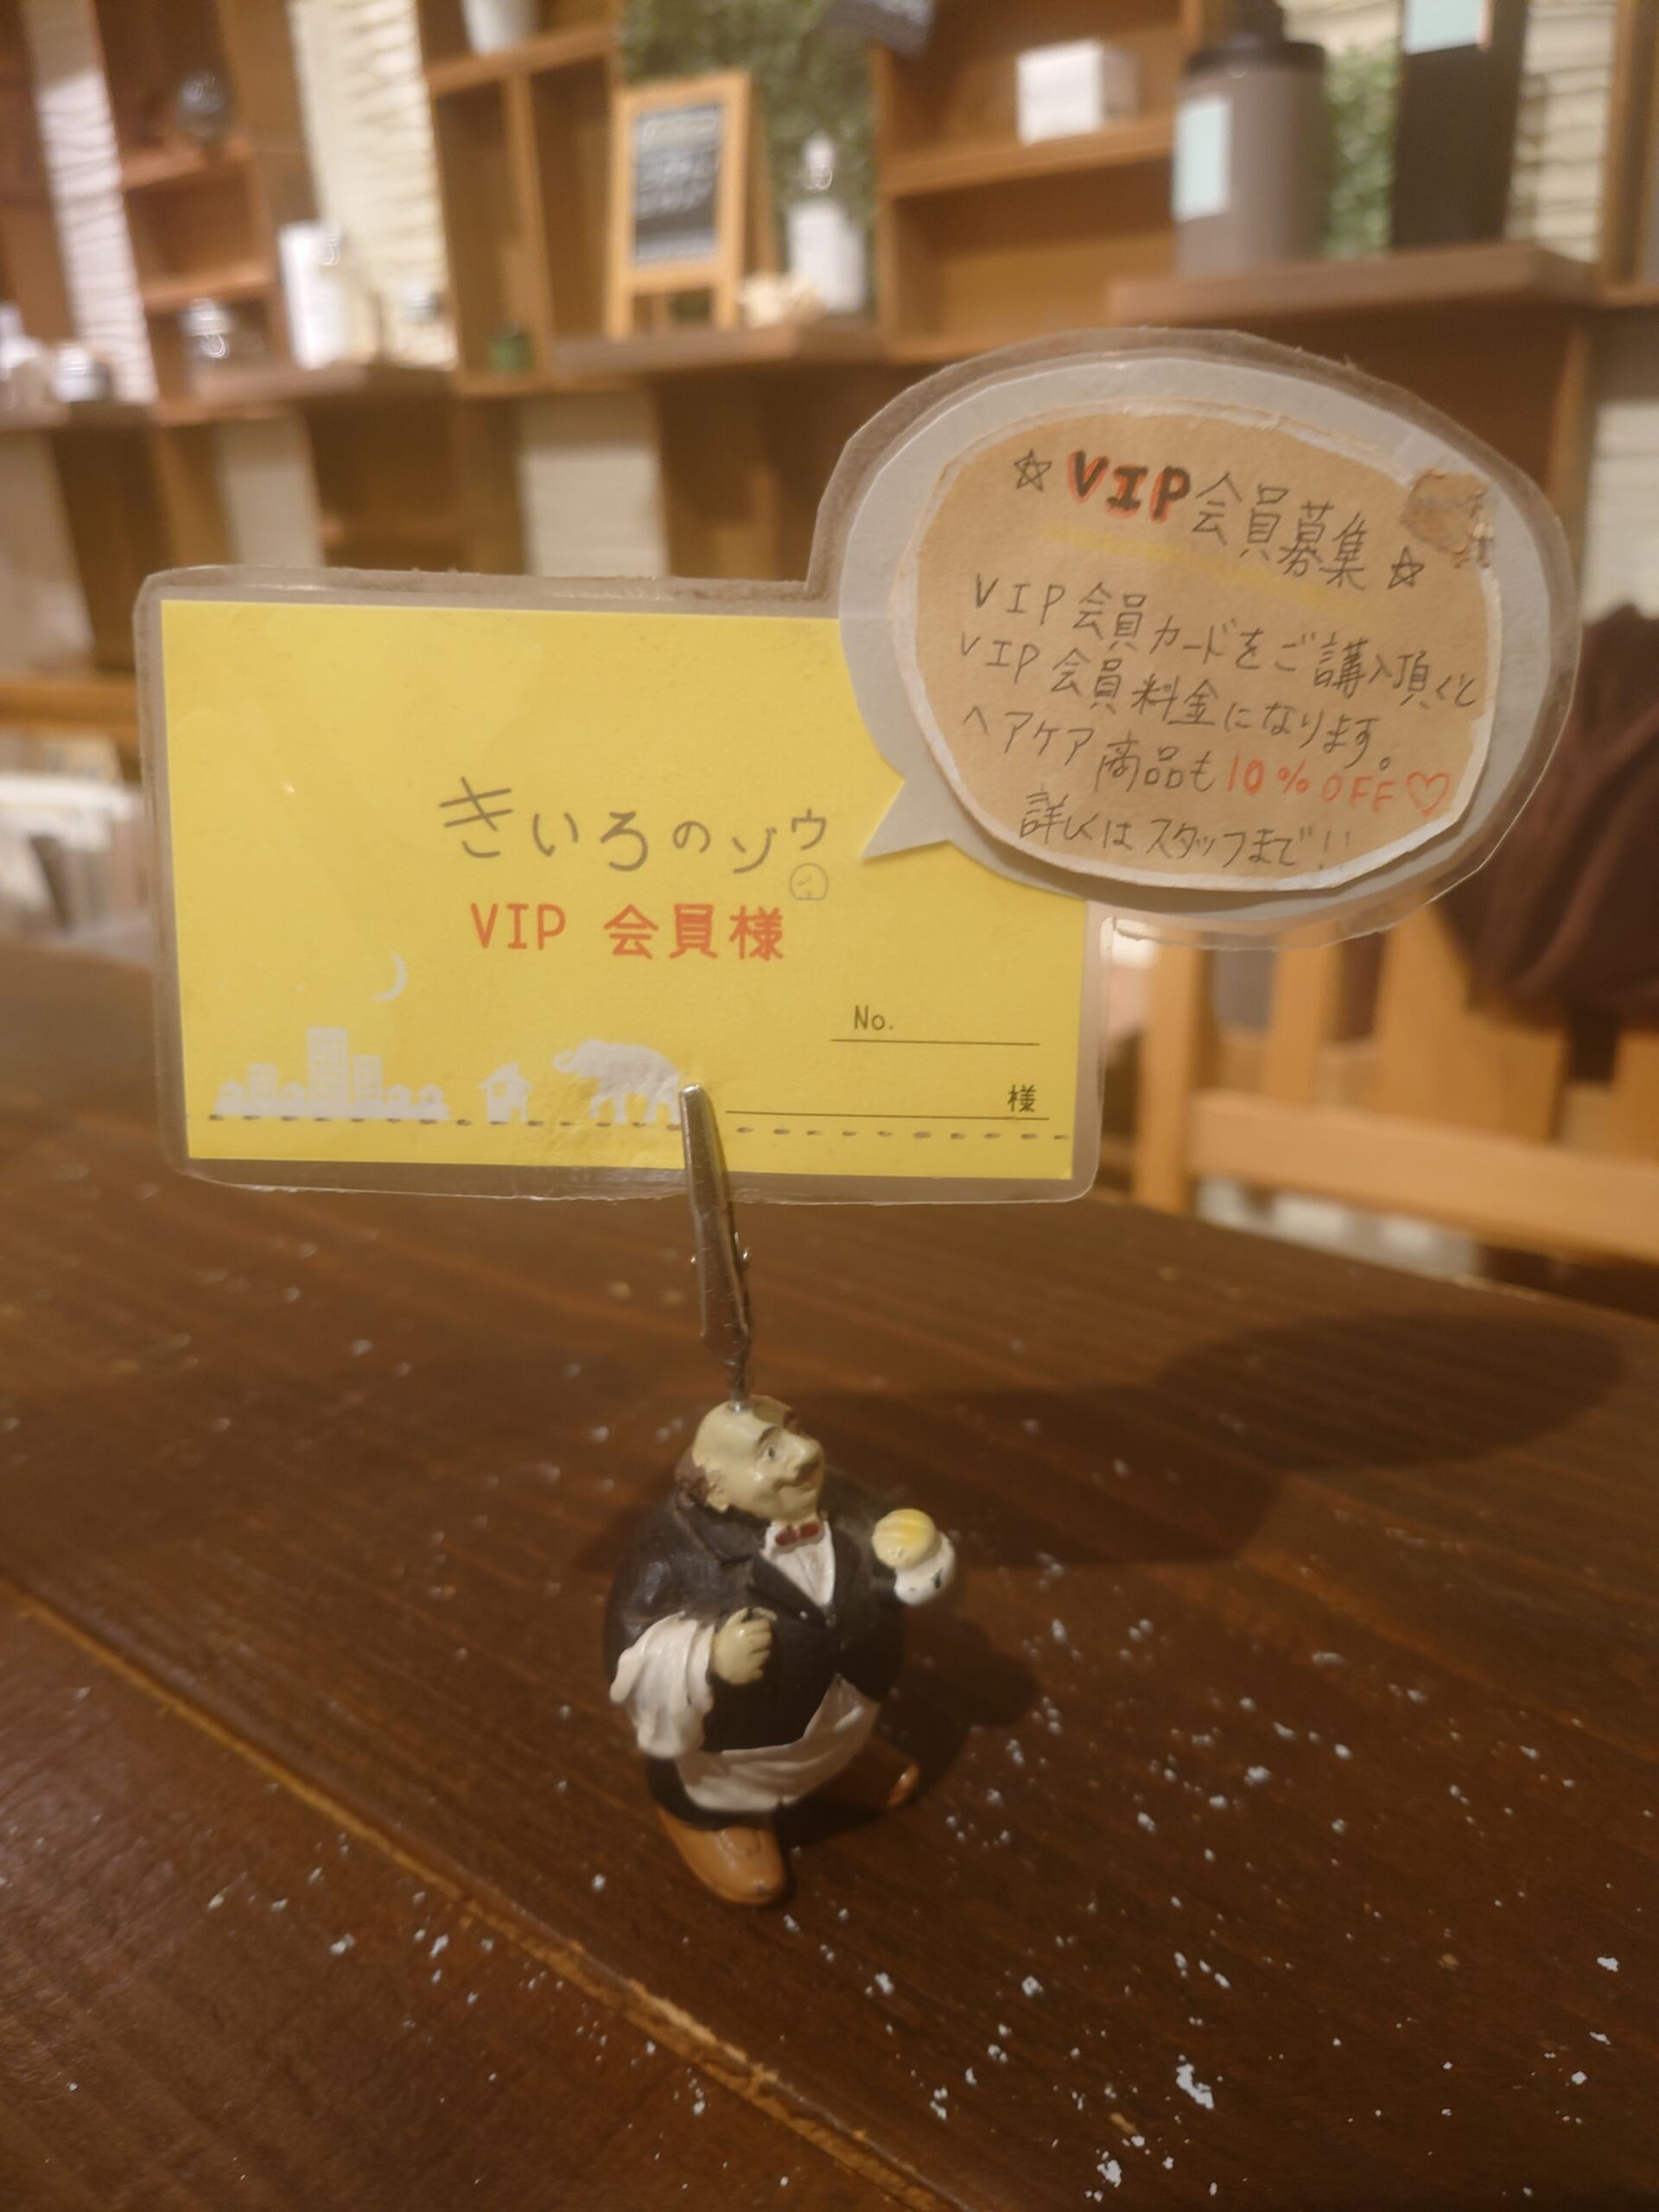 ☆VIP会員募集☆
VIP会員カードをご講入頂くと
VIP会員料金になります。
ヘアケア商品も10%OFF♡
詳しくはスタッフまで!!
きいろのゾウ
VIP 会員様
No.
様